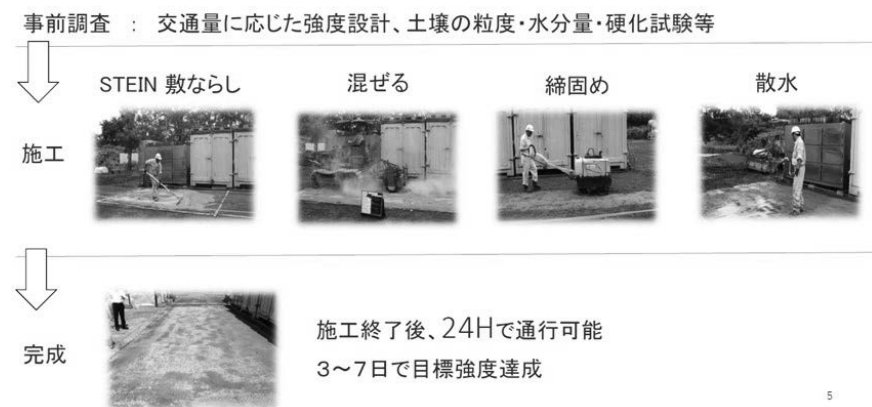 事前調査 : 交通量に応じた強度設計、土壌の粒度・水分量・硬化試験等
STEIN 敷ならし 混ぜる 締固め 散水
施工
完成
施工終了後、24Hで通行可能
3～7日で目標強度達成
5